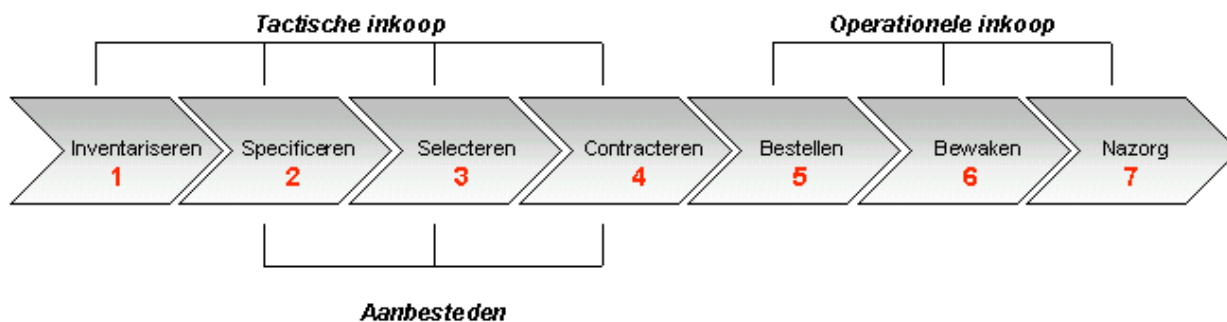 Tactische inkoop Operationele inkoop
Inventariseren Specificeren Selecteren Contracteren Bestellen Bewaken Nazorg
1 2 3 4 5 6 7
Aanbesteden